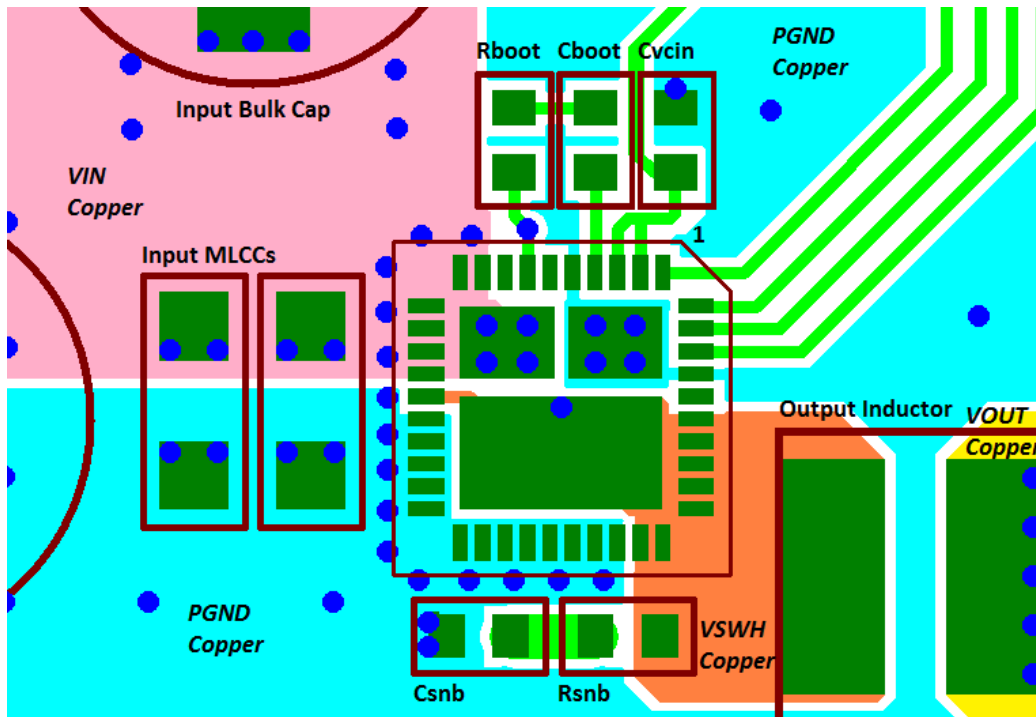 Rboot
Cboot
Cvcin
PGND
Copper
Input Bulk Cap
VIN
Copper
1
Input MLCCs
Output Inductor
VOUT
Copper
PGND
Copper
VSWH
Copper
Csnb
Rsnb